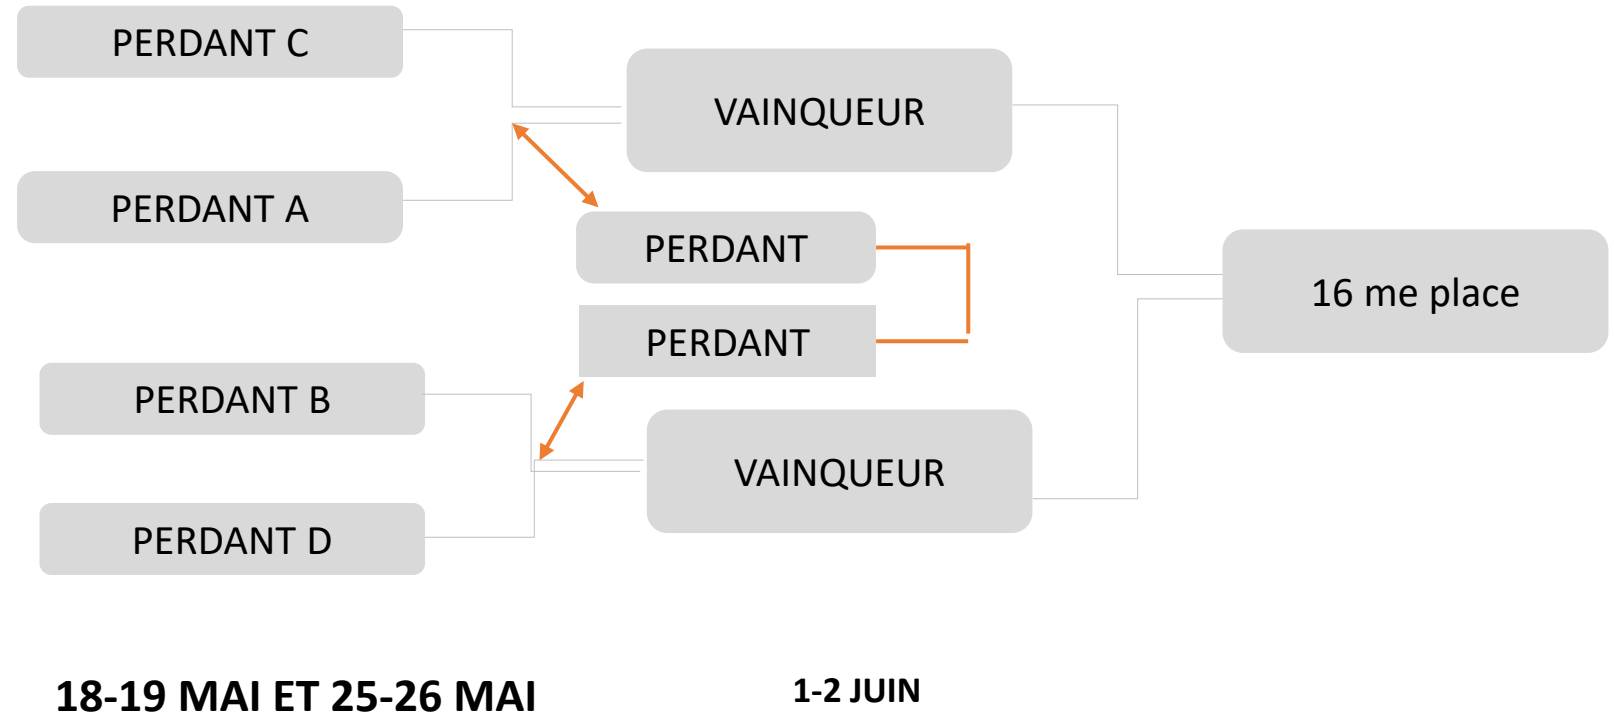 PERDANT C
VAINQUEUR
PERDANT A
PERDANT
16 me place
PERDANT
PERDANT B
VAINQUEUR
PERDANT D
18-19 MAI ET 25-26 MAI
1-2 JUIN